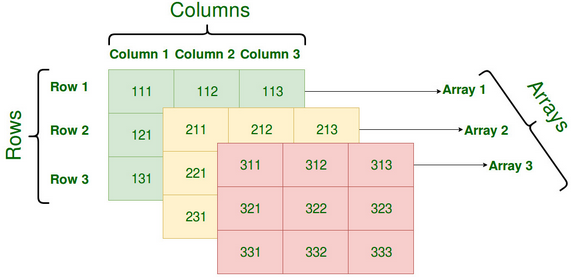 Columns
Column 1 Column 2 Column 3
Rows
Row 1
Row 2
Row 3
111 112 113
121
131
211 212 213
221
231
311 312 313
321 322 323
331 332 333
Array 1
Array 2
Array 3
Arrays